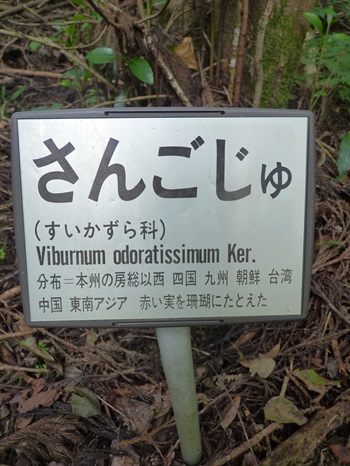 さんごじゅ
(すいかずら科)
Viburnum odoratissimum Ker.
分布=本州の房総以西 四国 九州 朝鮮 台湾
中国 東南アジア 赤い実を珊瑚にたとえた